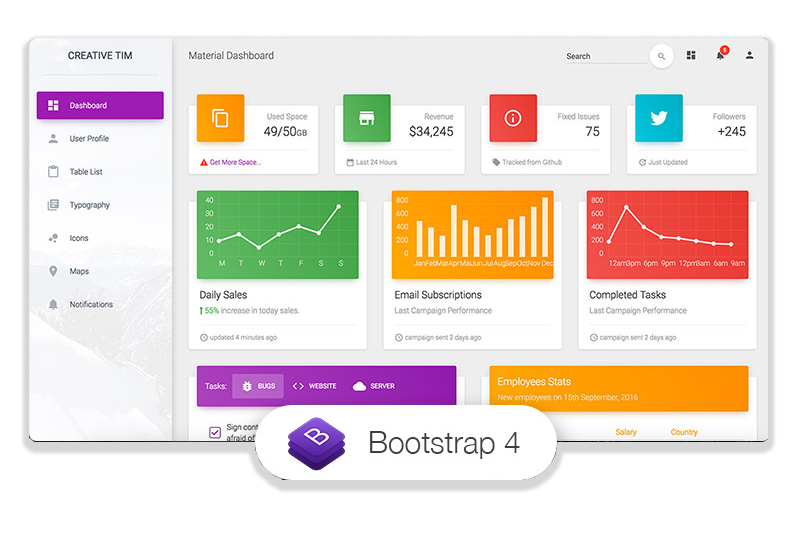 CREATIVE TIM
Dashboard
User Profile
Table List
Typography
Icons
Maps
Notifications
Material Dashboard
Search
5
Used Space
49/50GB
Get More Space...
Revenue
$34,245
Last 24 Hours
Fixed Issues
75
Tracked from Github
Followers
+245
Just Updated
40
30
20
10
0
M T W T F S S
Daily Sales
55% increase in today sales.
updated 4 minutes ago
800
600
400
200
0
JanFebMarAprMaiJun JulAugSepOctNov Dec
Email Subscriptions
Last Campaign Performance
campaign sent 2 days ago
800
600
400
200
0
12am3pm 6pm 9pm 12pm3am 6am 9am
Completed Tasks
Last Campaign Performance
campaign sent 2 days ago
Tasks: BUGS WEBSITE SERVER
Sign cont
afraid of
Employees Stats
New employees on 15th September, 2016
Salary Country
B
Bootstrap 4